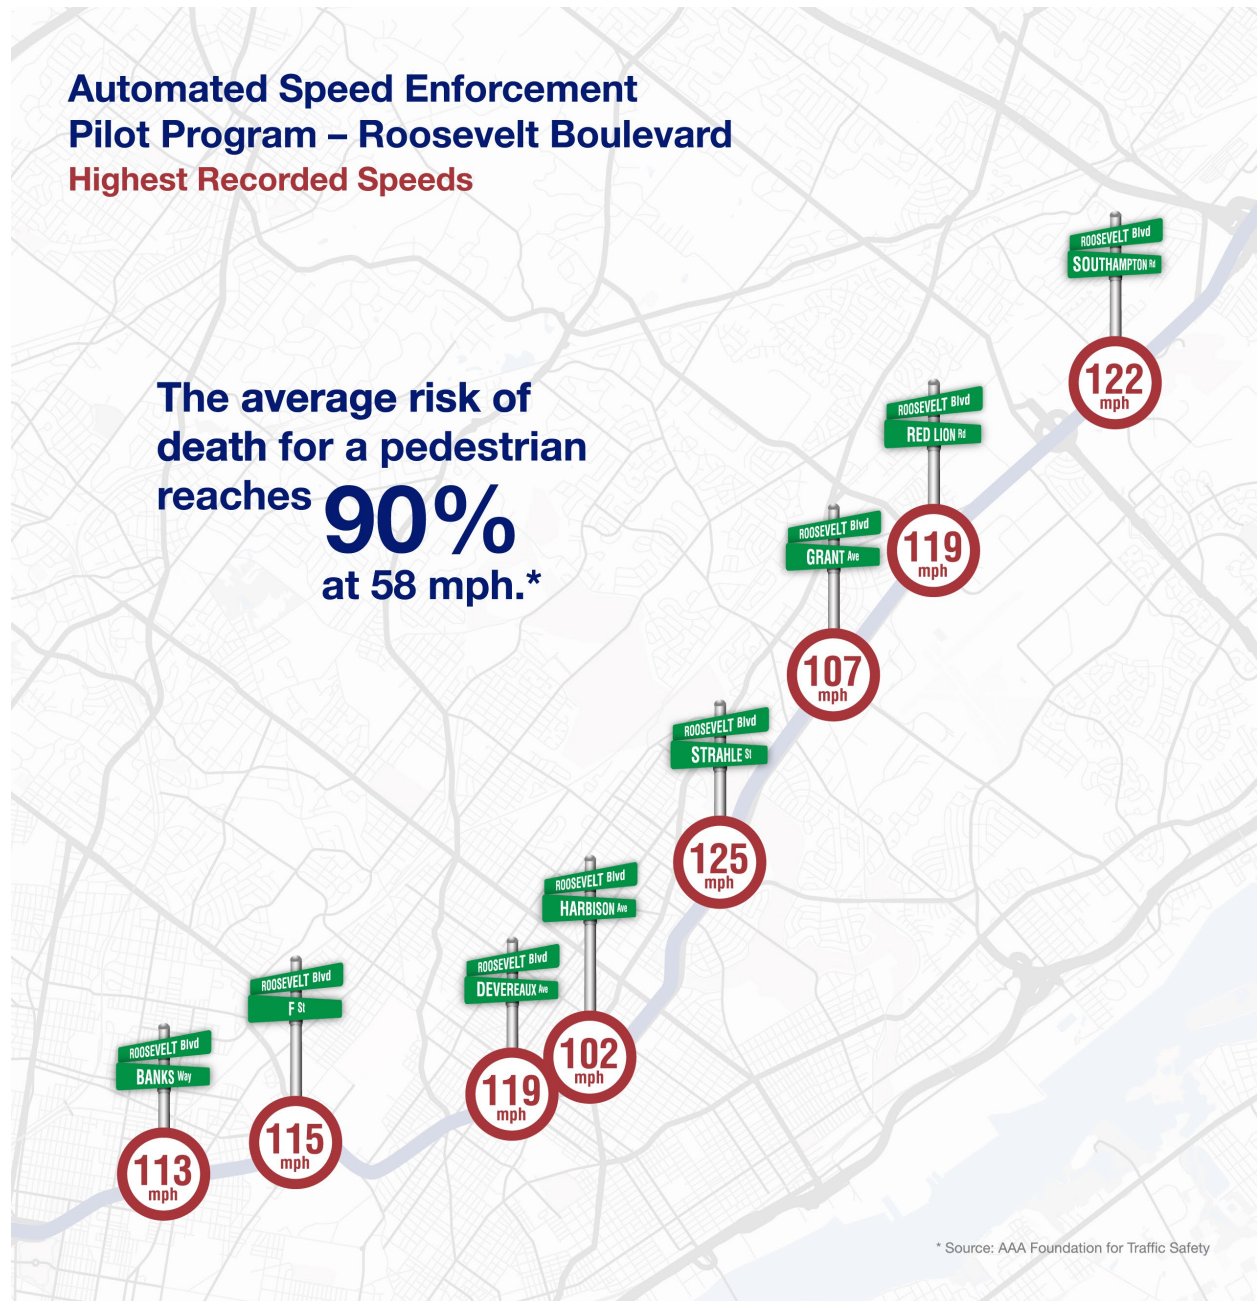 Automated Speed Enforcement
Pilot Program – Roosevelt Boulevard
Highest Recorded Speeds
ROOSEVELT Blvd
SOUTHAMPTON Rd
122
mph
The average risk of
death for a pedestrian
reaches 90%
at 58 mph.*
ROOSEVELT Blvd
RED LION Rd
119
mph
ROOSEVELT Blvd
GRANT Ave
107
mph
ROOSEVELT Blvd
STRAHLE St
125
mph
ROOSEVELT Blvd
HARBISON Ave
102
mph
ROOSEVELT Blvd
DEVEREAUX Ave
119
mph
ROOSEVELT Blvd
F St
115
mph
ROOSEVELT Blvd
BANKS Way
113
mph
* Source: AAA Foundation for Traffic Safety